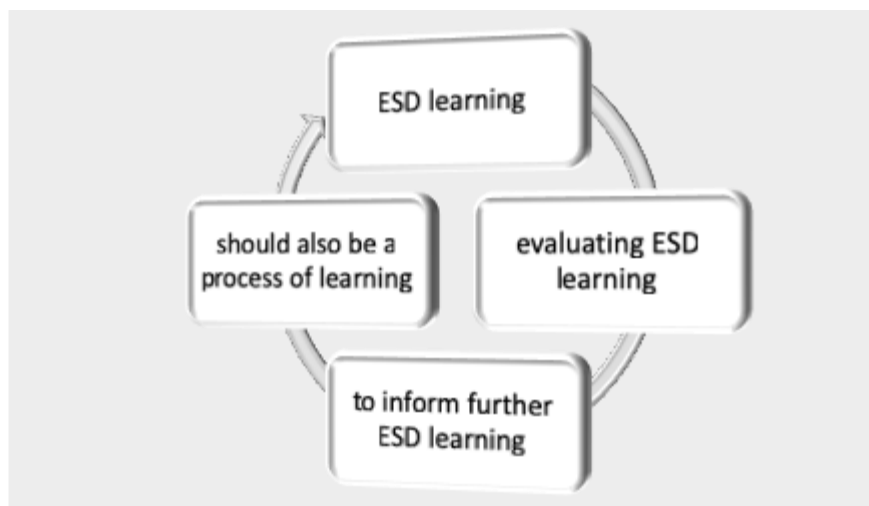 ESD learning
evaluating ESD
learning
to inform further
ESD learning
should also be a
process of learning